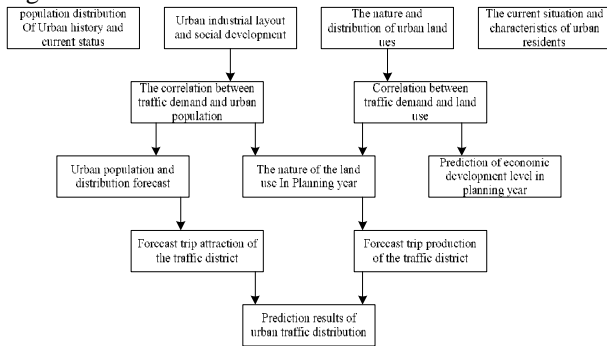 population distribution
Of Urban history and
current status
Urban industrial layout
and social development
The nature and
distribution of urban land
ues
The current situation and
characteristics of urban
residents
The correlation between
traffic demand and urban
population
Correlation between
traffic demand and land
use
Urban population and
distribution forecast
The nature of the land
use In Planning year
Prediction of economic
development level in
planning year
Forecast trip attraction of
the traffic district
Forecast trip production
of the traffic district
Prediction results of
urban traffic distribution